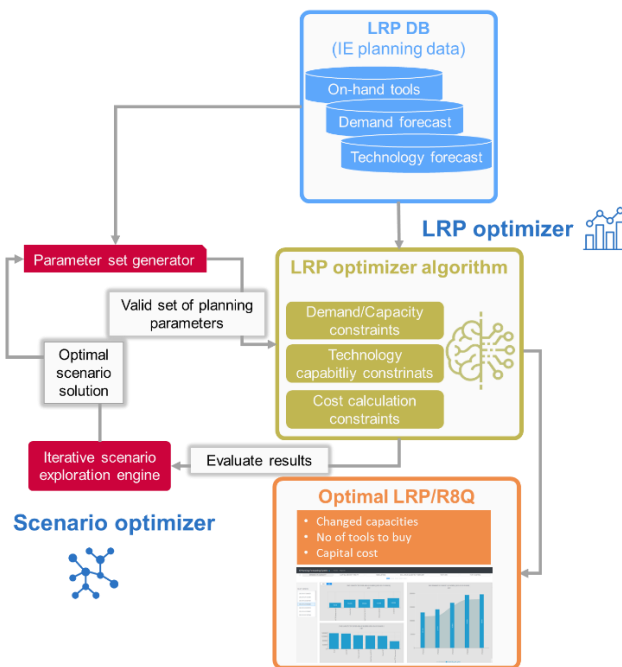 LRP DB
(IE planning data)
On-hand tools
Demand forecast
Technology forecast
LRP optimizer
Parameter set generator
LRP optimizer algorithm
Valid set of planning
parameters
Demand/Capacity
constraints
Technology
capabitliy constrinats
Cost calculation
constraints
Optimal
scenario
solution
Iterative scenario
exploration engine
Evaluate results
Scenario optimizer
Optimal LRP/R8Q
• Changed capacities
• No of tools to buy
• Capital cost